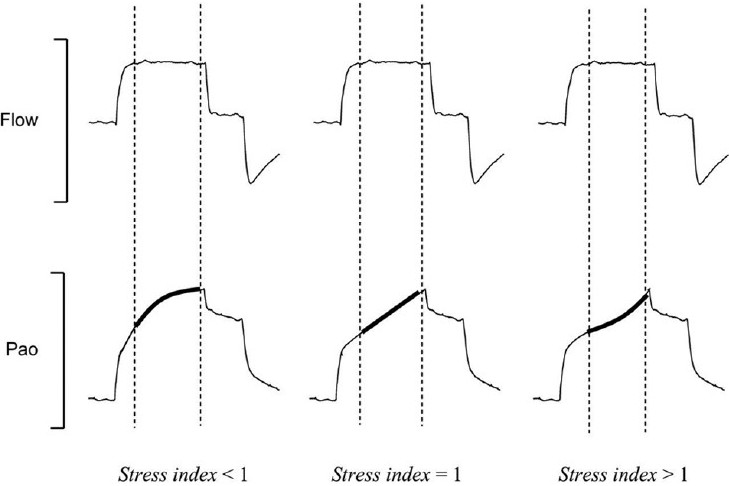 Flow
Pao
Stress index < 1
Stress index = 1
Stress index > 1